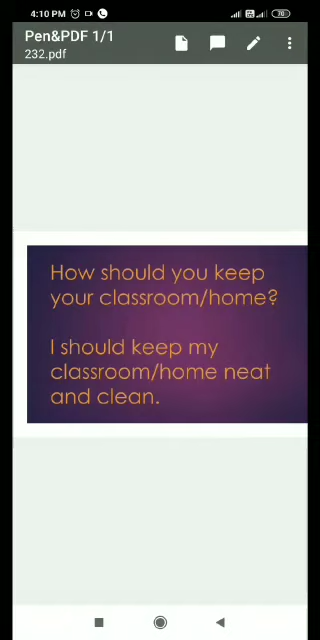 4:10 PM
70
Pen&PDF 1/1
232.pdf
How should you keep
your classroom/home?
I should keep my
classroom/home neat
and clean.